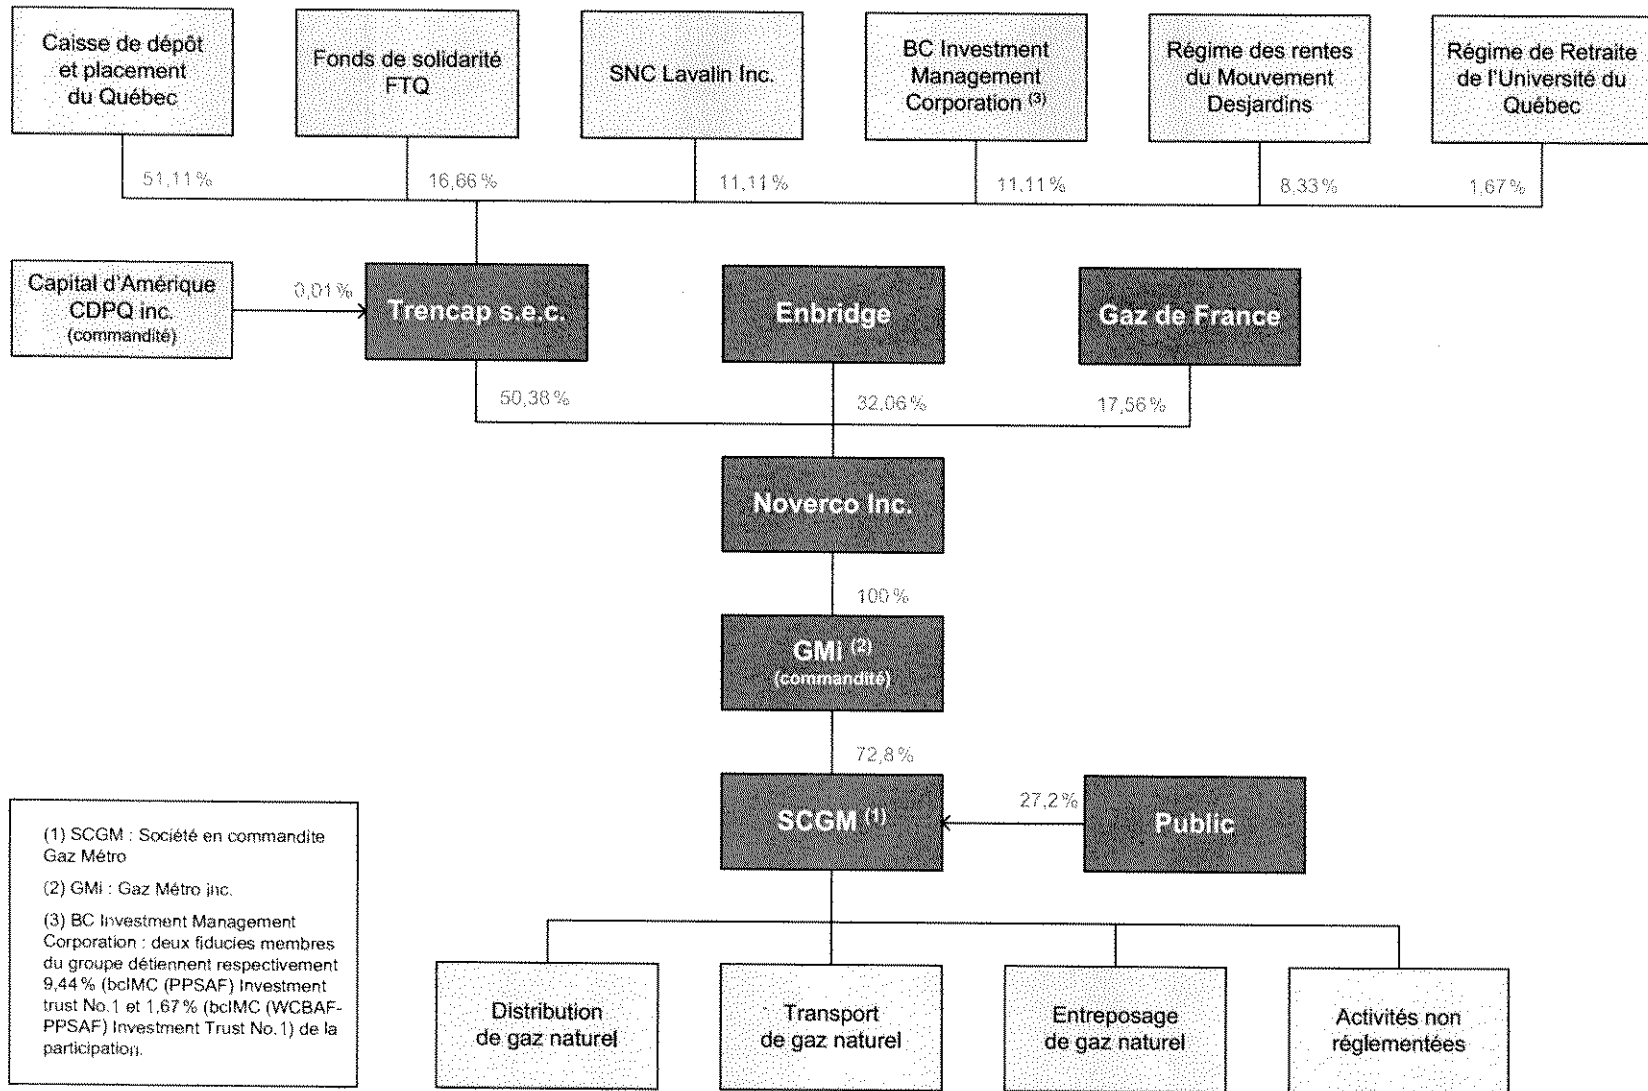 Caisse de dépôt
et placement
du Québec
Fonds de solidarité
FTQ
SNC Lavalin Inc.
BC Investment
Management
Corporation (3)
Régime des rentes
du Mouvement
Desjardins
Régime de Retraite
de l'Université du
Québec
51,11%
16,66%
11,11%
11,11%
8,33%
1,67%
Capital d'Amérique
CDPQ inc.
(commandité)
0,01%
Trencap s.e.c.
Enbridge
Gaz de France
50,38%
32,06%
17,56%
Noverco Inc.
100%
GMi (2)
(commandité)
72,8%
SCGM (1)
27,2%
Public
(1) SCGM : Société en commandite
Gaz Métro
(2) GMi : Gaz Métro inc.
(3) BC Investment Management
Corporation : deux fiducies membres
du groupe détiennent respectivement
9,44% (bcIMC (PPSAF) Investment
trust No.1 et 1,67% (bcIMC (WCBAF-
PPSAF) Investment Trust No.1) de la
participation.
Distribution
de gaz naturel
Transport
de gaz naturel
Entreposage
de gaz naturel
Activités non
réglementées